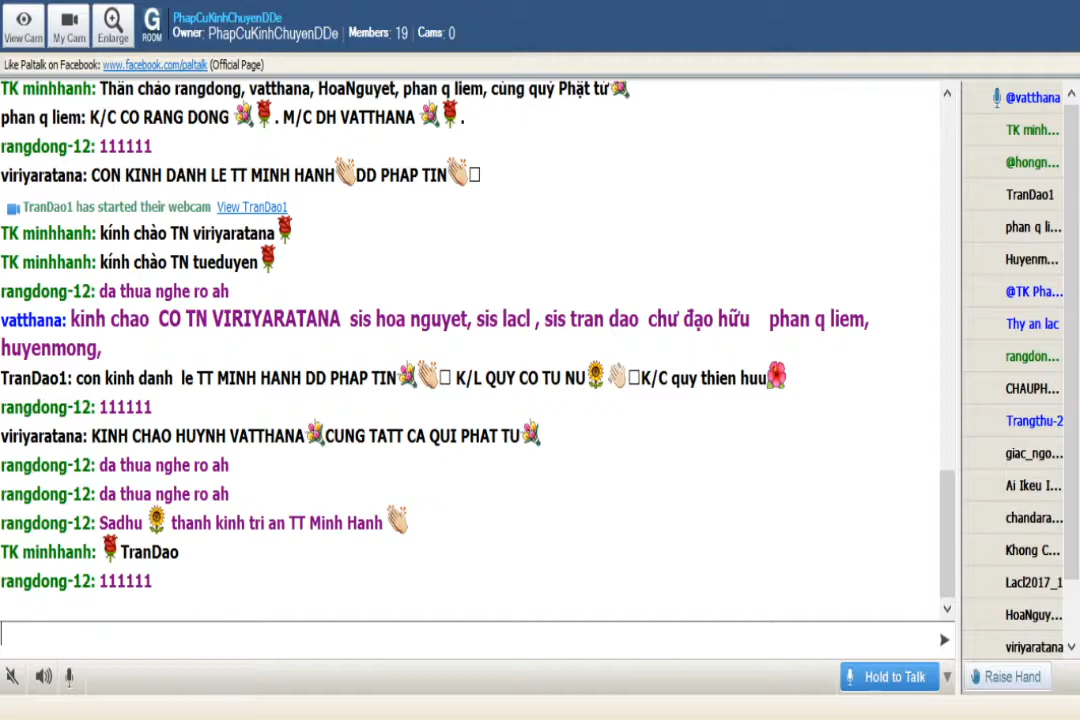 PhapCuKinhChuyenDDe
Owner: PhapCuKinhChuyenDDe Members: 19 Cams: 0
View Cam My Cam Enlarge G ROOM
Like Paltalk on Facebook: www.facebook.com/paltalk (Official Page)
TK minhhanh: Thân chào rangdong, vatthana, HoaNguyet, phan q liem, cùng quý Phật tử
phan q liem: K/C CO RANG DONG . M/C DH VATTHANA .
rangdong-12: 111111
viriyaratana: CON KINH DANH LE TT MINH HANH DD PHAP TIN
TranDao1 has started their webcam View TranDao1
TK minhhanh: kính chào TN viriyaratana
TK minhhanh: kính chào TN tueduyen
rangdong-12: da thua nghe ro ah
vatthana: kinh chao CO TN VIRIYARATANA sis hoa nguyet, sis lacl , sis tran dao chư đạo hữu phan q liem,
huyenmong,
TranDao1: con kinh danh le TT MINH HANH DD PHAP TIN K/L QUY CO TU NU K/C quy thien huu
rangdong-12: 111111
viriyaratana: KINH CHAO HUYNH VATTHANA CUNG TATT CA QUI PHAT TU
rangdong-12: da thua nghe ro ah
rangdong-12: da thua nghe ro ah
rangdong-12: Sadhu thanh kinh tri an TT Minh Hanh
TK minhhanh: TranDao
rangdong-12: 111111
@vatthana
TK minh...
@hongn...
TranDao1
phan q li...
Huyenm...
@TK Pha...
Thy an lac
rangdon...
CHAUPH...
Trangthu-2
giac_ngo...
Ai Ikeu I...
chandara...
Khong C...
Lacl2017_1
HoaNguy...
viriyaratana
Hold to Talk
Raise Hand